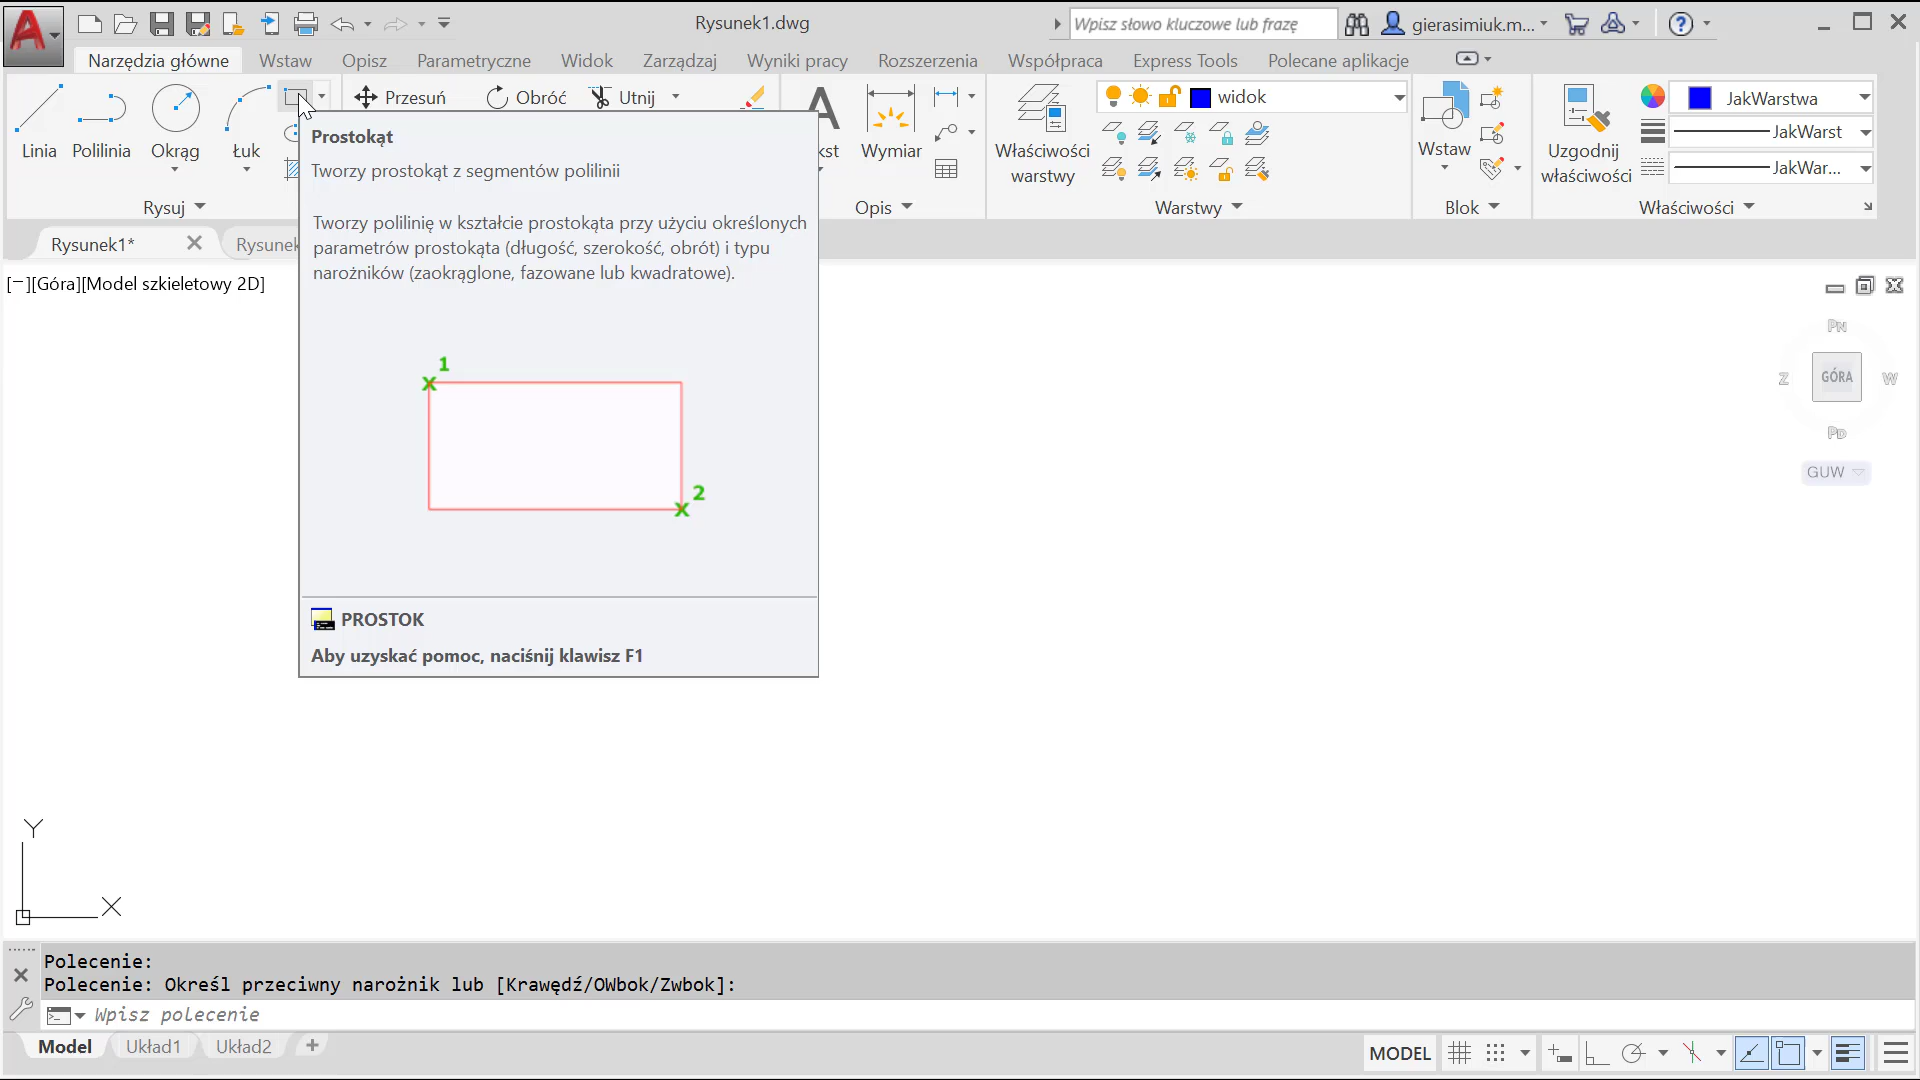 Rysunek1.dwg
Wpisz słowo kluczowe lub frazę
gierasimiuk.m...
Narzędzia główne
Wstaw
Opisz
Parametryczne
Widok
Zarządzaj
Wyniki pracy
Rozszerzenia
Współpraca
Express Tools
Polecane aplikacje
Linia
Polilinia
Okrąg
Łuk
Przesuń
Obróć
Utnij
Wymiar
Właściwości
warstwy
widok
Wstaw
Uzgodnij
właściwości
JakWarstwa
JakWarst
JakWar...
Rysuj
Opis
Warstwy
Blok
Właściwości
Rysunek1*
Rysunek
[−][Góra][Model szkieletowy 2D]
Prostokąt
Tworzy prostokąt z segmentów polilinii
Tworzy polilinię w kształcie prostokąta przy użyciu określonych
parametrów prostokąta (długość, szerokość, obrót) i typu
narożników (zaokrąglone, fazowane lub kwadratowe).
1
2
PROSTOK
Aby uzyskać pomoc, naciśnij klawisz F1
PN
Z
GÓRA
W
PD
GUW
Y
X
Polecenie:
Polecenie: Określ przeciwny narożnik lub [Krawędź/OWbok/Zwbok]:
Wpisz polecenie
Model
Układ1
Układ2
MODEL